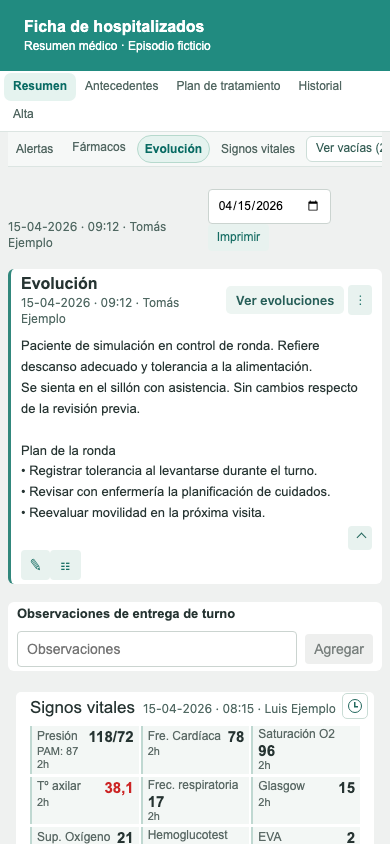 Ficha de hospitalizados
Resumen médico · Episodio ficticio
Resumen Antecedentes Plan de tratamiento Historial
Alta
Alertas Fármacos Evolución Signos vitales Ver vacías (2
04/15/2026
15-04-2026 · 09:12 · Tomás
Ejemplo
Imprimir
Evolución
15-04-2026 · 09:12 · Tomás
Ejemplo
Ver evoluciones
Paciente de simulación en control de ronda. Refiere
descanso adecuado y tolerancia a la alimentación.
Se sienta en el sillón con asistencia. Sin cambios respecto
de la revisión previa.
Plan de la ronda
• Registrar tolerancia al levantarse durante el turno.
• Revisar con enfermería la planificación de cuidados.
• Reevaluar movilidad en la próxima visita.
Observaciones de entrega de turno
Observaciones Agregar
Signos vitales 15-04-2026 · 08:15 · Luis Ejemplo
Presión 118/72
PAM: 87
2h
Fre. Cardíaca 78
2h
Saturación O2
96
2h
Tº axilar 38,1
2h
Frec. respiratoria
17
2h
Glasgow 15
2h
Sup. Oxígeno 21
Hemoglucotest
EVA 2